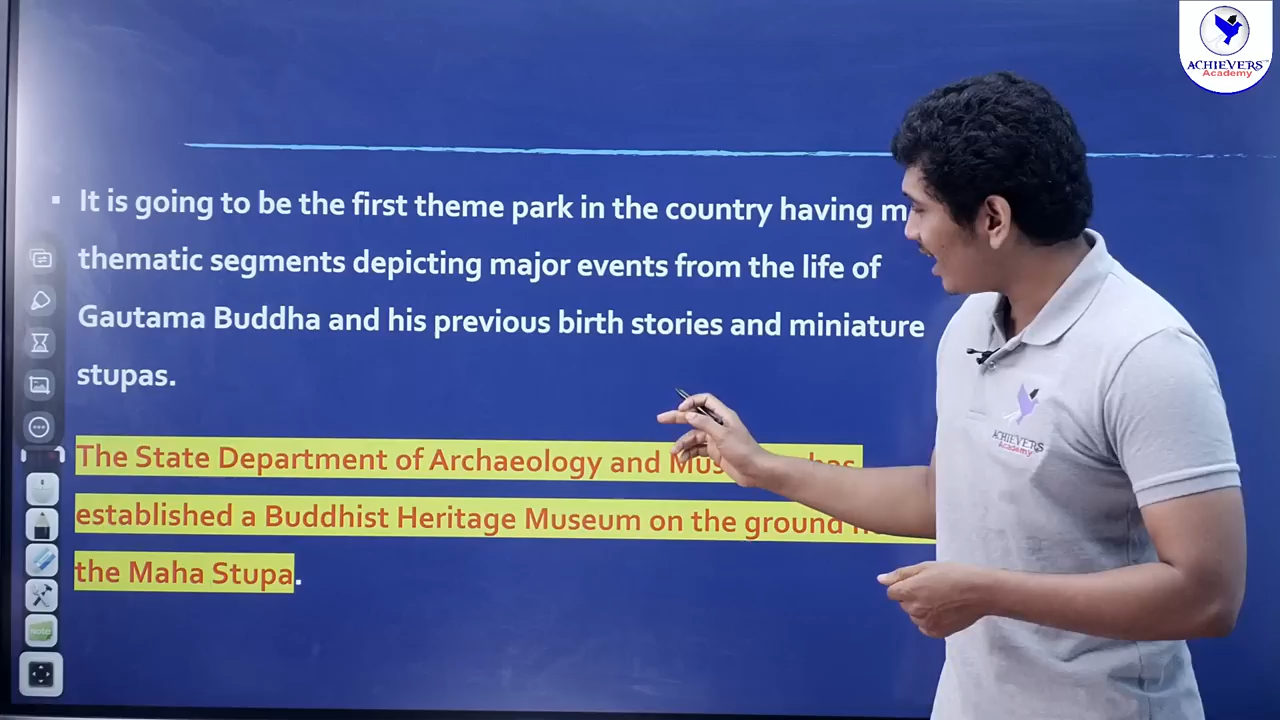 ACHIEVERS
Academy
It is going to be the first theme park in the country having
thematic segments depicting major events from the life of
Gautama Buddha and his previous birth stories and miniature
stupas.
The State Department of Archaeology and has
established a Buddhist Heritage Museum on the ground
the Maha Stupa.
ACHIEVERS
Academy
Note